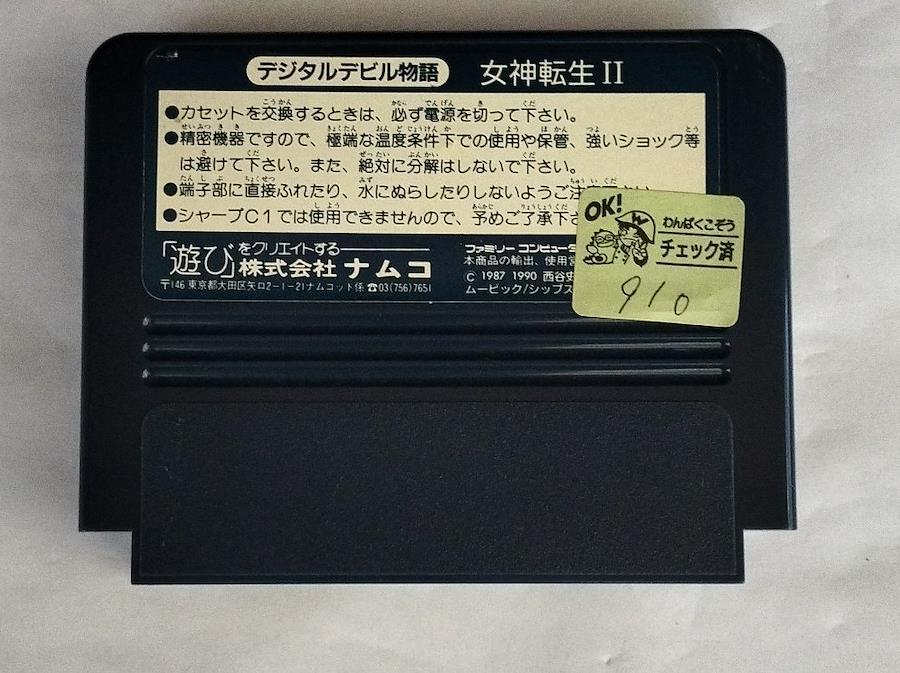 デジタルデビル物語 女神転生II
●カセットを交換するときは、必ず電源を切って下さい。
●精密機器ですので、極端な温度条件下での使用や保管、強いショック等
は避けて下さい。また、絶対に分解はしないで下さい。
●端子部に直接ふれたり、水にぬらしたりしないようご注
●シャープC1では使用できませんので、予めご了承下さ
「遊び」をクリエイトする
株式会社 ナムコ
〒146 東京都大田区矢口2-1-21ナムコット係 ☎03(756)7651
ファミリー コンピュータ
本商品の輸出、使用営
© 1987 1990 西谷史
ムービック/シップス
OK!
わんぱくこぞう
チェック済
910